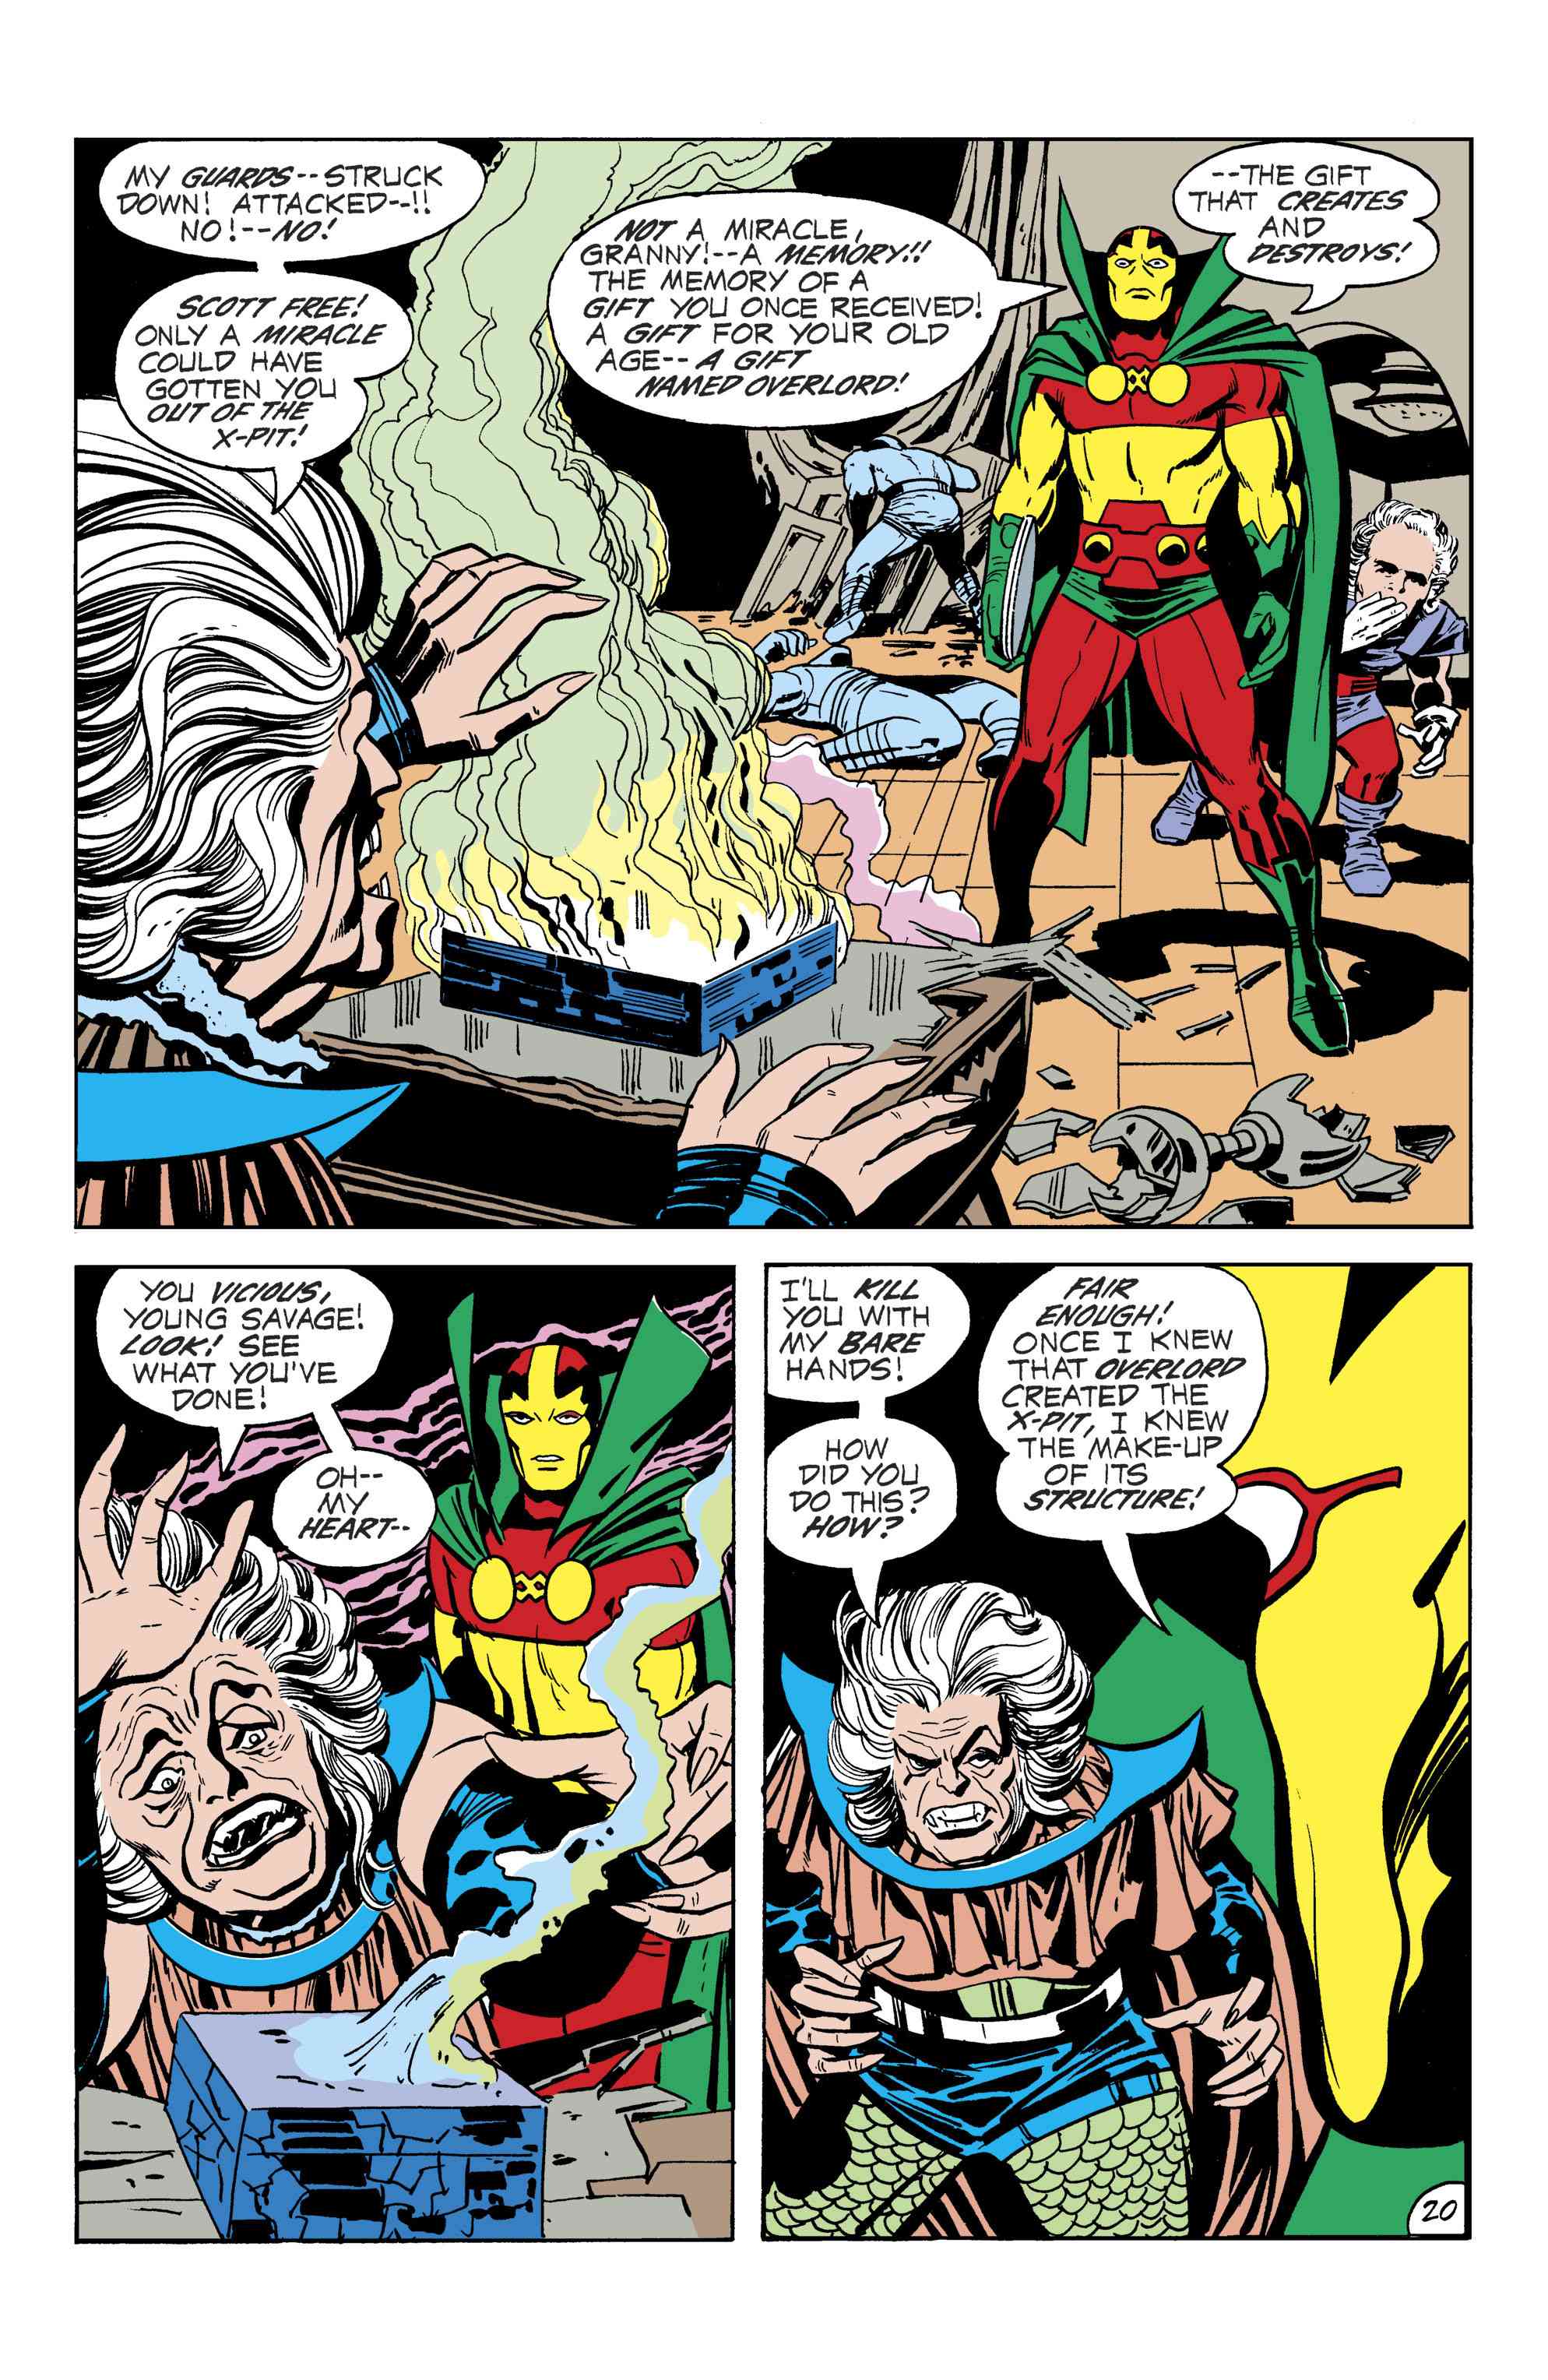 MY GUARDS--STRUCK
DOWN! ATTACKED--!!
NO!--NO!
SCOTT FREE!
ONLY A MIRACLE
COULD HAVE
GOTTEN YOU
OUT OF THE
X-PIT!
NOT A MIRACLE,
GRANNY!--A MEMORY!!
THE MEMORY OF A
GIFT YOU ONCE RECEIVED!
A GIFT FOR YOUR OLD
AGE-- A GIFT
NAMED OVERLORD!
--THE GIFT
THAT CREATES
AND
DESTROYS!
YOU VICIOUS,
YOUNG SAVAGE!
LOOK! SEE
WHAT YOU'VE
DONE!
OH--
MY
HEART--
I'LL KILL
YOU WITH
MY BARE
HANDS!
HOW
DID YOU
DO THIS?
HOW?
FAIR
ENOUGH!
ONCE I KNEW
THAT OVERLORD
CREATED THE
X-PIT, I KNEW
THE MAKE-UP
OF ITS
STRUCTURE!
20